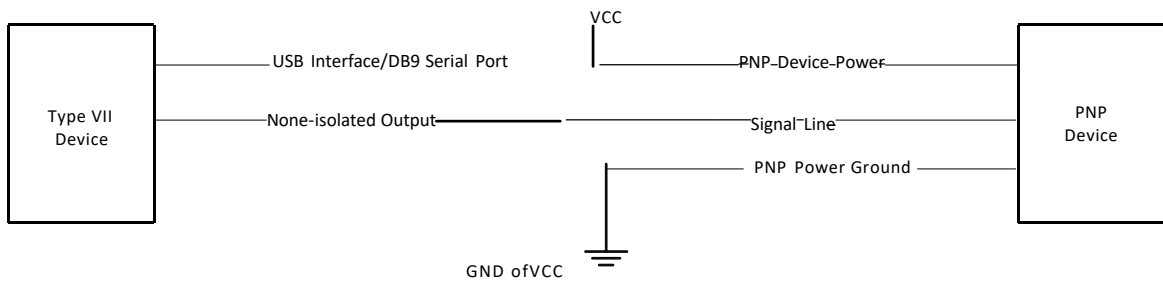 VCC
USB Interface/DB9 Serial Port
PNP Device Power
Type VII
Device
None-isolated Output
Signal Line
PNP
Device
PNP Power Ground
GND ofVCC